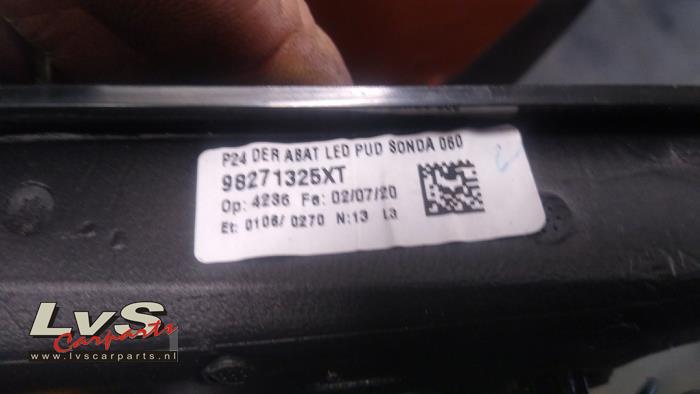 P24 DER ABAT LED PUD SONDA 060
98271325XT
Op: 4236 Fe: 02/07/20
Et: 0106/ 0270 N:13 L3
LvS
Carparts
www.lvscarparts.nl